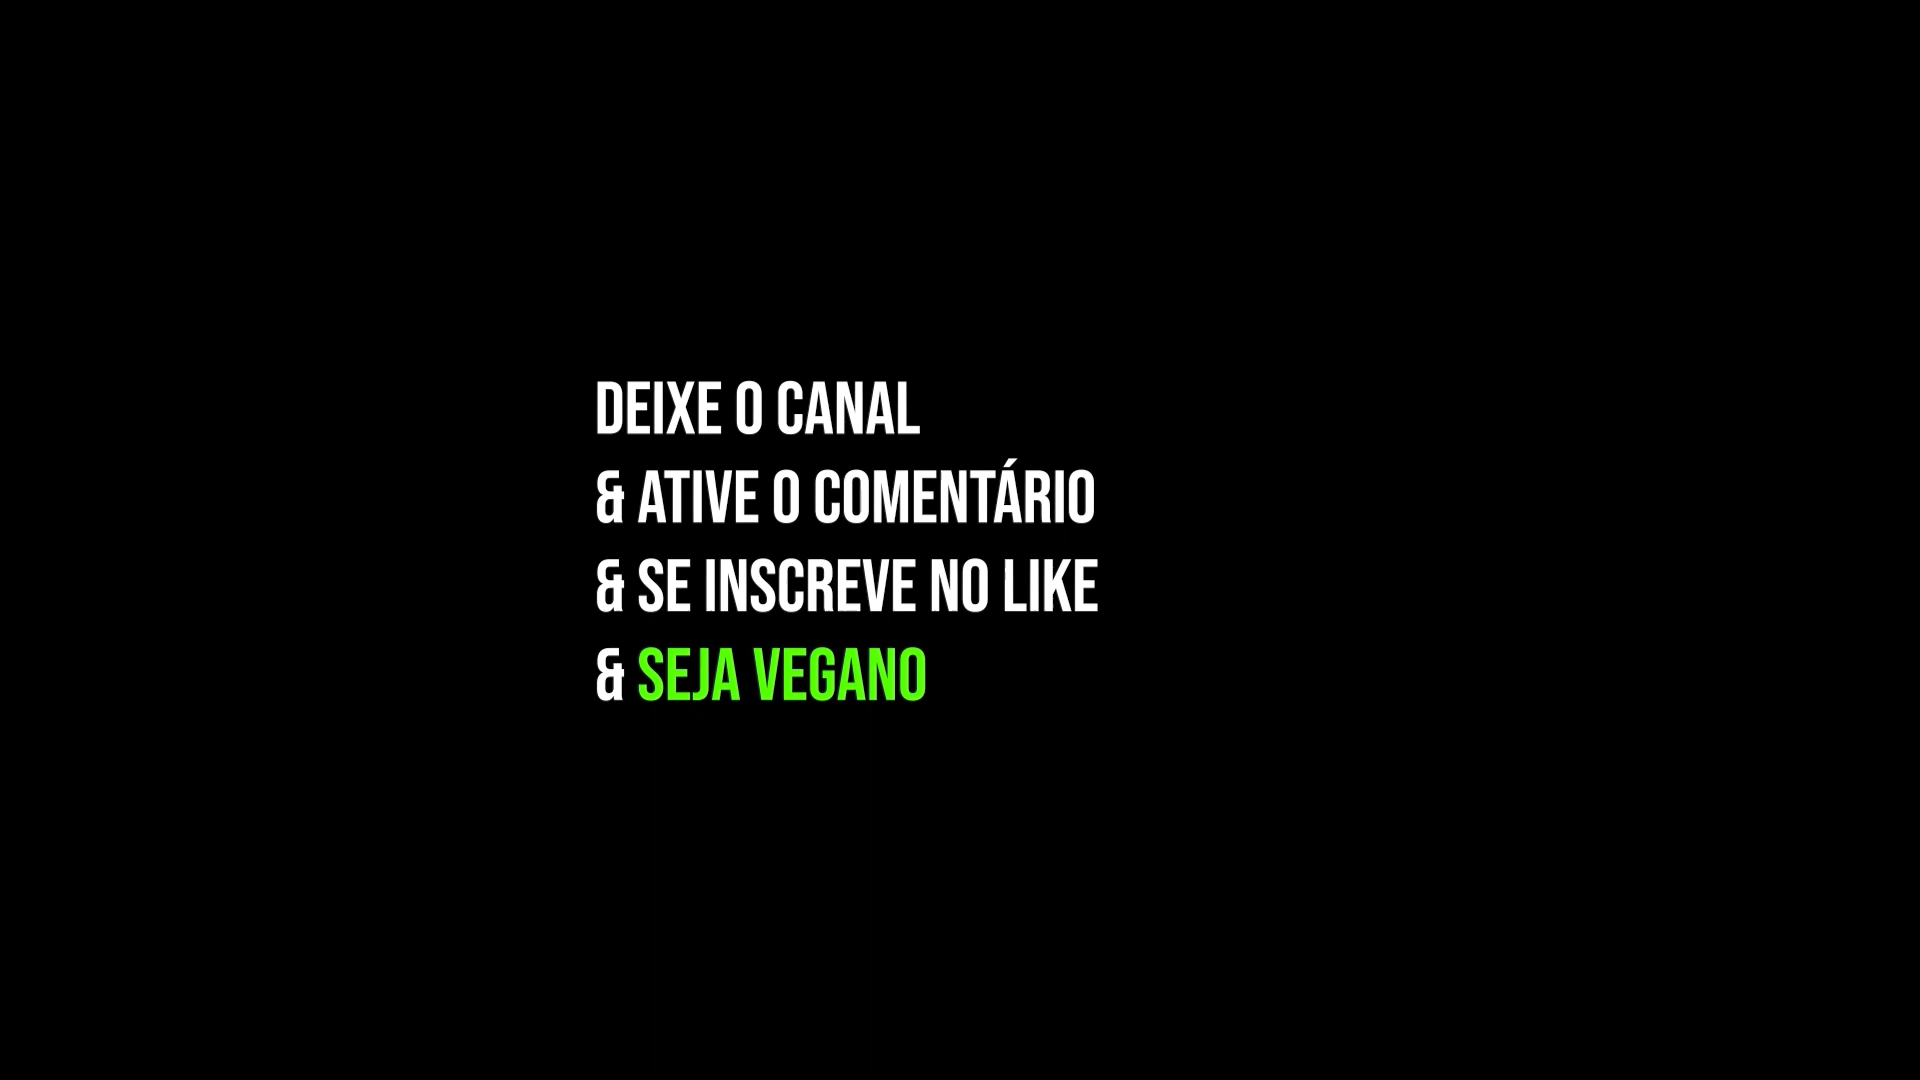 DEIXE O CANAL
& ATIVE O COMENTÁRIO
& SE INSCREVE NO LIKE
& SEJA VEGANO